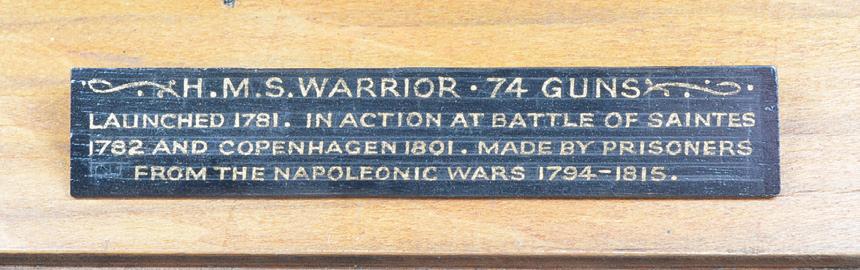 H.M.S. WARRIOR · 74 GUNS
LAUNCHED 1781. IN ACTION AT BATTLE OF SAINTES
1782 AND COPENHAGEN 1801. MADE BY PRISONERS
FROM THE NAPOLEONIC WARS 1794-1815.